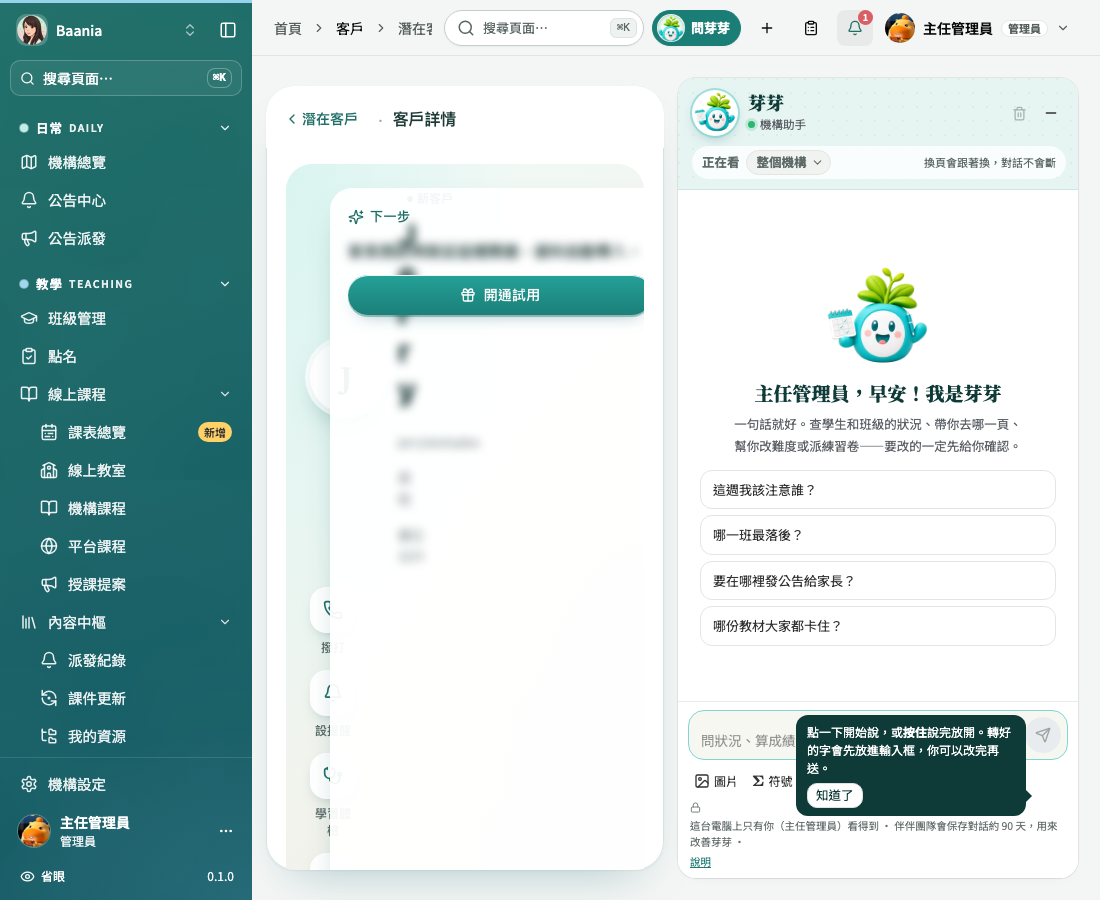 Baania
搜尋頁面… ⌘K
日常 DAILY
機構總覽
公告中心
公告派發
教學 TEACHING
班級管理
點名
線上課程
課表總覽 新增
線上教室
機構課程
平台課程
授課提案
內容中樞
派發紀錄
課件更新
我的資源
機構設定
主任管理員
管理員
省眼 0.1.0
首頁 客戶 潛在客
搜尋頁面… ⌘K
問芽芽
1
主任管理員 管理員
潛在客戶 · 客戶詳情
新客戶
下一步
開通試用
J
芽芽
機構助手
正在看 整個機構 換頁會跟著換,對話不會斷
主任管理員,早安!我是芽芽
一句話就好。查學生和班級的狀況、帶你去哪一頁、
幫你改難度或派練習卷——要改的一定先給你確認。
這週我該注意誰?
哪一班最落後?
要在哪裡發公告給家長?
哪份教材大家都卡住?
問狀況、算成績
點一下開始說,或按住說完放開。轉好
的字會先放進輸入框,你可以改完再
送。
知道了
圖片 符號
這台電腦上只有你(主任管理員)看得到 · 伴伴團隊會保存對話約 90 天,用來
改善芽芽 ·
說明